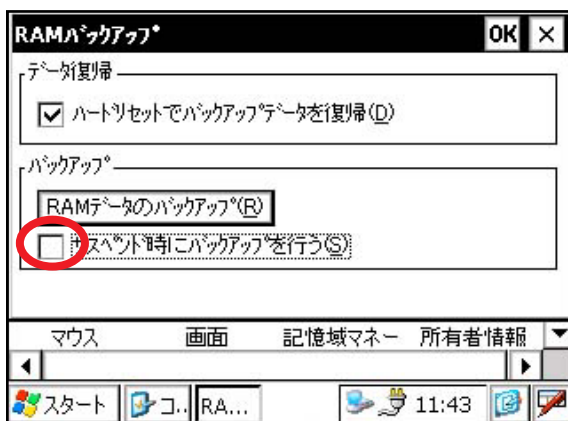 RAMバックアップ OK ×
データ復帰
ハードリセットでバックアップデータを復帰(D)
バックアップ
RAMデータのバックアップ(R)
サスペンド時にバックアップを行う(S)
マウス 画面 記憶域マネー 所有者情報
スタート コ.. RA... 11:43